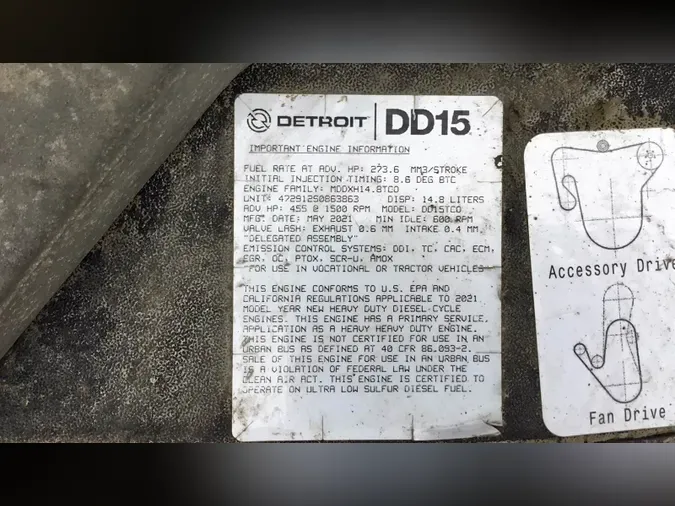 DETROIT | DD15
IMPORTANT ENGINE INFORMATION
FUEL RATE AT ADV. HP: 273.6 MM3/STROKE
INITIAL INJECTION TIMING: 8.6 DEG BTC
ENGINE FAMILY: MDDXH14.8TCO
UNIT: 472912S0863863 DISP: 14.8 LITERS
ADV HP: 455 @ 1500 RPM MODEL: DD15TCO
MFG. DATE: MAY 2021 MIN IDLE: 600 RPM
VALVE LASH: EXHAUST 0.6 MM INTAKE 0.4 MM
"DELEGATED ASSEMBLY"
EMISSION CONTROL SYSTEMS: DDI, TC, CAC, ECM,
EGR, OC, PTOX, SCR-U, AMOX
"FOR USE IN VOCATIONAL OR TRACTOR VEHICLES"
THIS ENGINE CONFORMS TO U.S. EPA AND
CALIFORNIA REGULATIONS APPLICABLE TO 2021
MODEL YEAR NEW HEAVY DUTY DIESEL CYCLE
ENGINES. THIS ENGINE HAS A PRIMARY SERVICE
APPLICATION AS A HEAVY HEAVY DUTY ENGINE.
THIS ENGINE IS NOT CERTIFIED FOR USE IN AN
URBAN BUS AS DEFINED AT 40 CFR 86.093-2.
SALE OF THIS ENGINE FOR USE IN AN URBAN BUS
IS A VIOLATION OF FEDERAL LAW UNDER THE
CLEAN AIR ACT. THIS ENGINE IS CERTIFIED TO
OPERATE ON ULTRA LOW SULFUR DIESEL FUEL.
Accessory Drive
Fan Drive